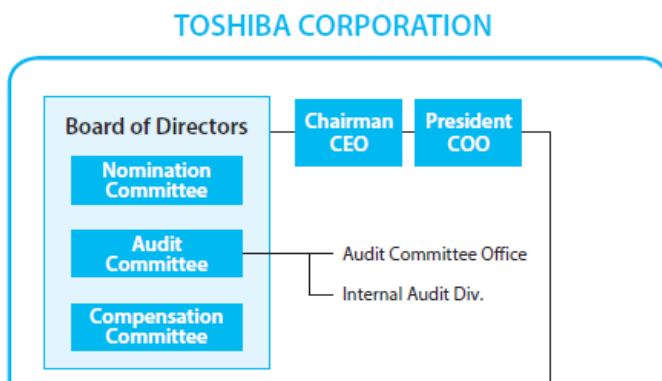 TOSHIBA CORPORATION
Board of Directors
Nomination
Committee
Audit
Committee
Compensation
Committee
Chairman
CEO
President
COO
Audit Committee Office
Internal Audit Div.